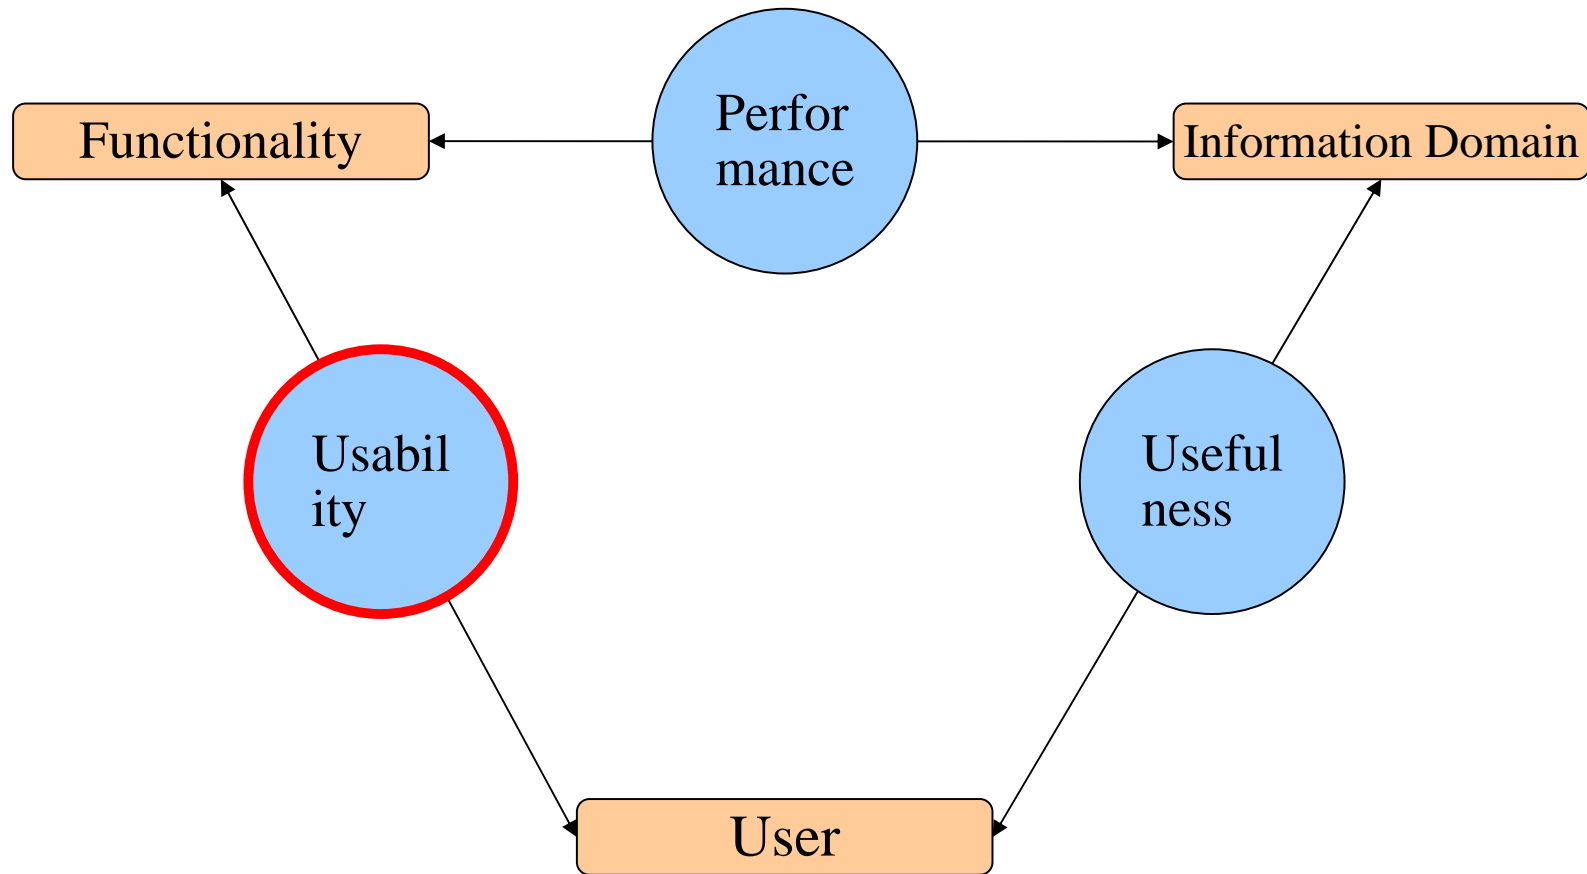 Perfor
mance
Functionality
Information Domain
Usabil
ity
Useful
ness
User